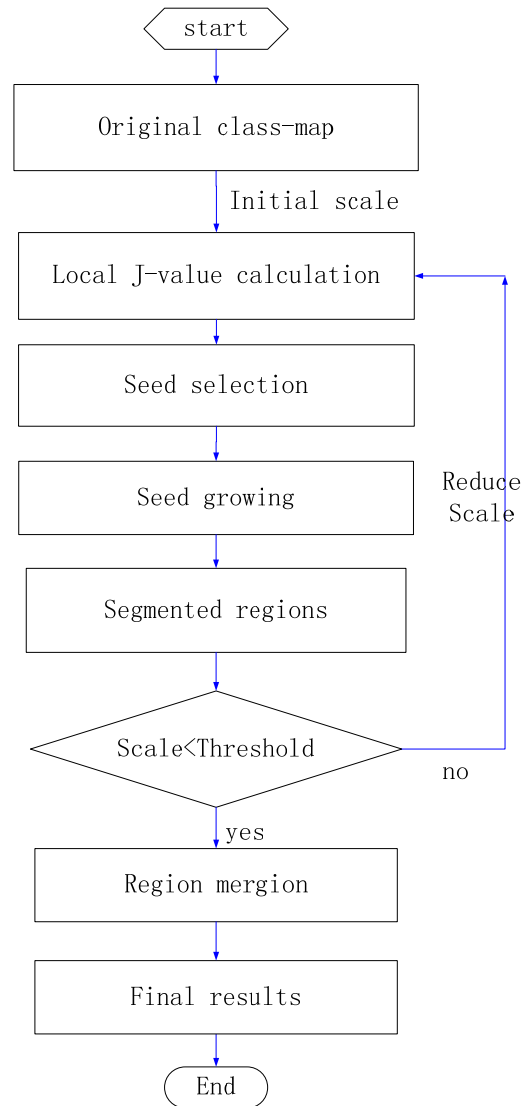 start
Original class-map
Initial scale
Local J-value calculation
Seed selection
Seed growing
Reduce
Scale
Segmented regions
Scale<Threshold
no
yes
Region mergion
Final results
End